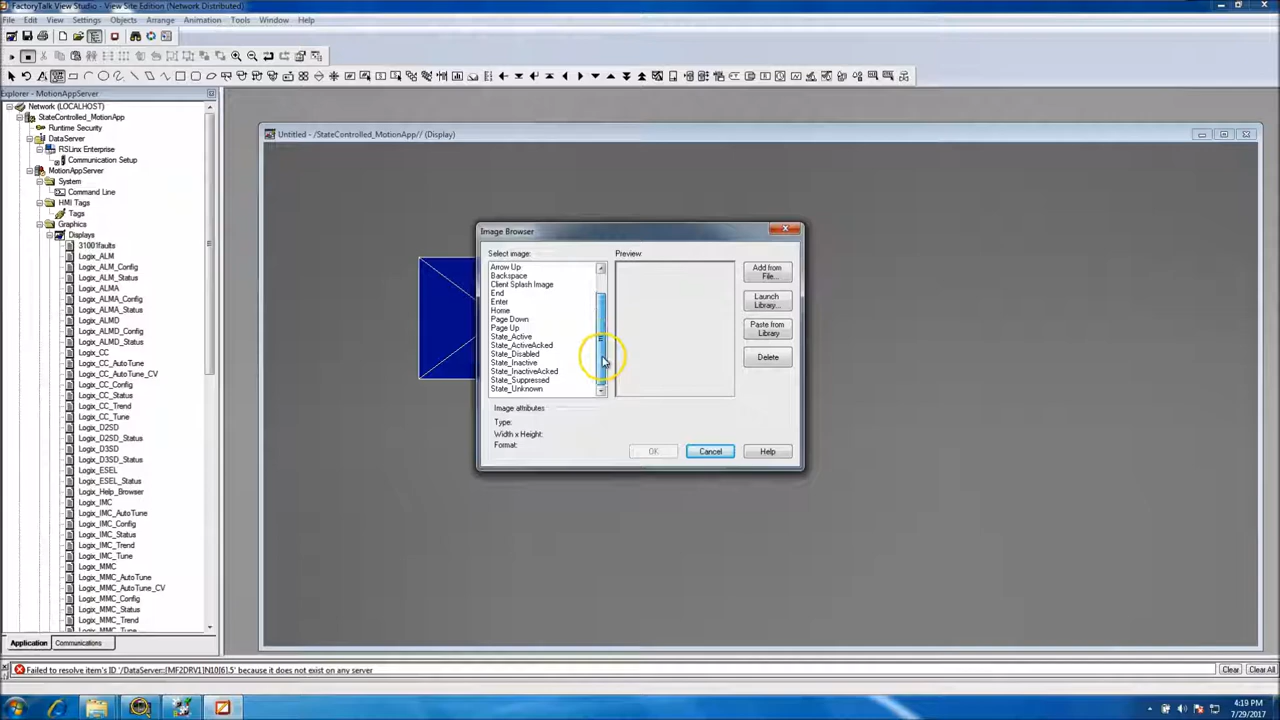 FactoryTalk View Studio - View Site Edition (Network Distributed)
File Edit View Settings Objects Arrange Animation Tools Window Help
Explorer - MotionAppServer
Network (LOCALHOST)
StateControlled_MotionApp
Runtime Security
DataServer
RSLinx Enterprise
Communication Setup
MotionAppServer
System
Command Line
HMI Tags
Tags
Graphics
Displays
31001faults
Logix_ALM
Logix_ALM_Config
Logix_ALM_Status
Logix_ALMA
Logix_ALMA_Config
Logix_ALMA_Status
Logix_ALMD
Logix_ALMD_Config
Logix_ALMD_Status
Logix_CC
Logix_CC_AutoTune
Logix_CC_AutoTune_CV
Logix_CC_Config
Logix_CC_Status
Logix_CC_Trend
Logix_CC_Tune
Logix_D2SD
Logix_D2SD_Status
Logix_D3SD
Logix_D3SD_Status
Logix_ESEL
Logix_ESEL_Status
Logix_Help_Browser
Logix_IMC
Logix_IMC_AutoTune
Logix_IMC_Config
Logix_IMC_Status
Logix_IMC_Trend
Logix_IMC_Tune
Logix_MMC
Logix_MMC_AutoTune
Logix_MMC_AutoTune_CV
Logix_MMC_Config
Logix_MMC_Status
Logix_MMC_Trend
Logix_MMC_Tune
Application Communications
Untitled - /StateControlled_MotionApp// (Display)
Image Browser
Select image:
Preview
Arrow Up
Backspace
Client Splash Image
End
Enter
Home
Page Down
Page Up
State_Active
State_ActiveAcked
State_Disabled
State_Inactive
State_InactiveAcked
State_Suppressed
State_Unknown
Add from
File...
Launch
Library...
Paste from
Library
Delete
Image attributes
Type:
Width x Height:
Format:
OK Cancel Help
Failed to resolve item's ID '/DataServer::[MF2DRV1]N10[6].5' because it does not exist on any server
Clear Clear All
4:19 PM
7/29/2017